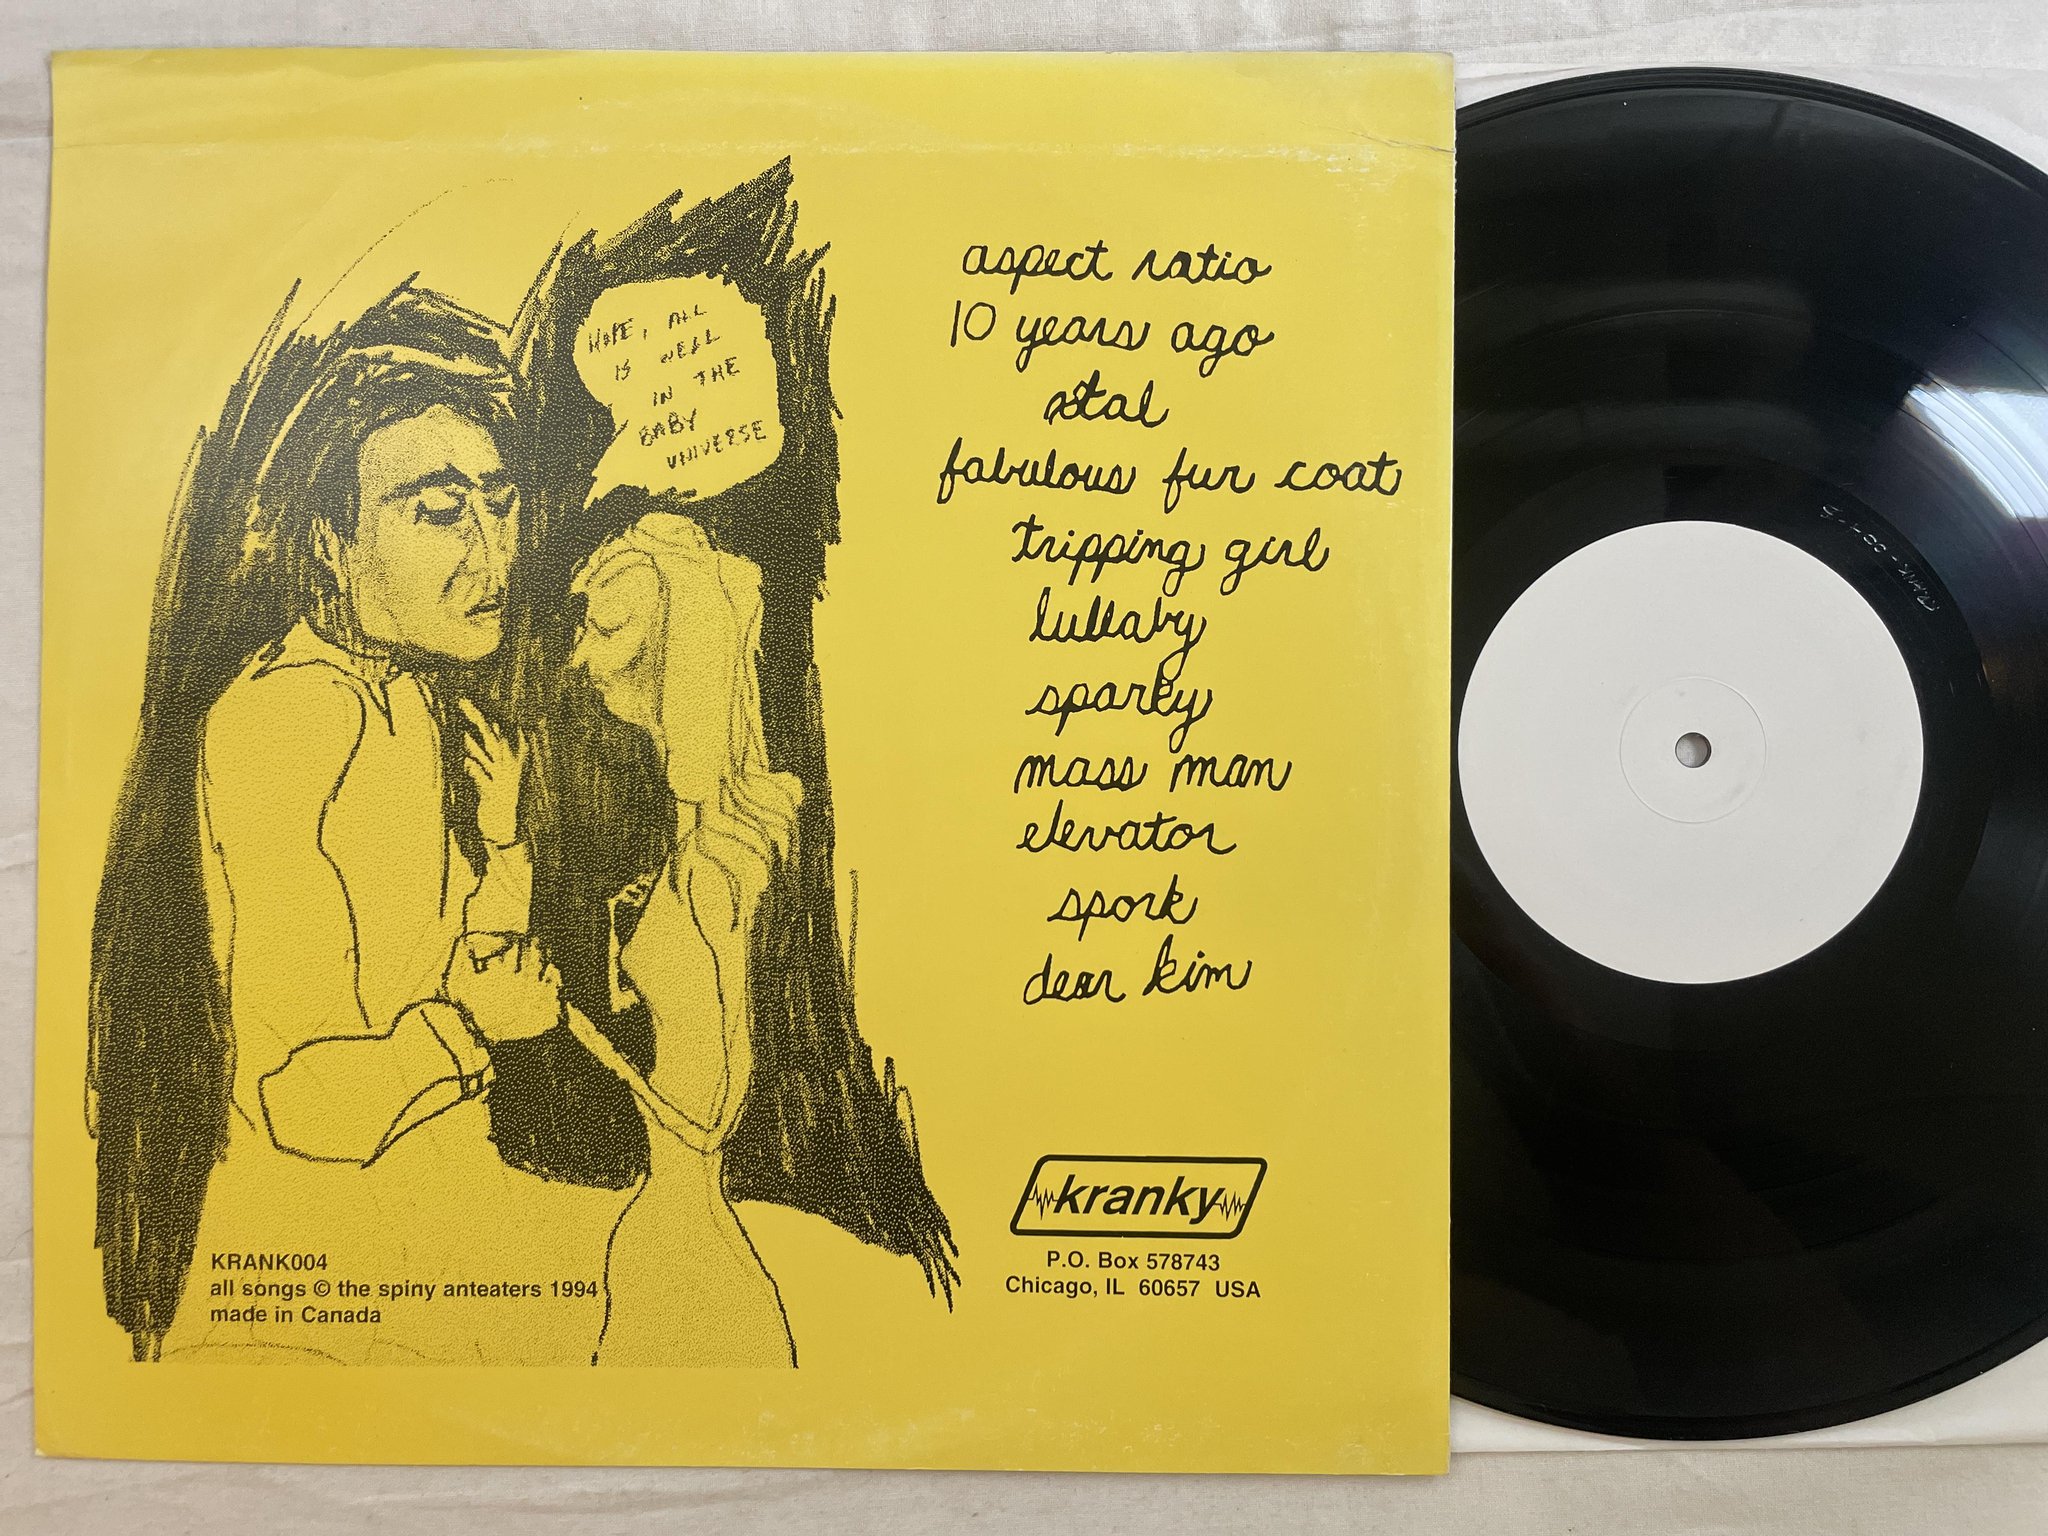 HOPE, ALL
IS WELL
IN THE
BABY
UNIVERSE
aspect ratio
10 years ago
xtal
fabulous fur coat
tripping girl
lullaby
sparky
mass man
elevator
spork
dear kim
kranky
P.O. Box 578743
Chicago, IL 60657 USA
KRANK004
all songs © the spiny anteaters 1994
made in Canada